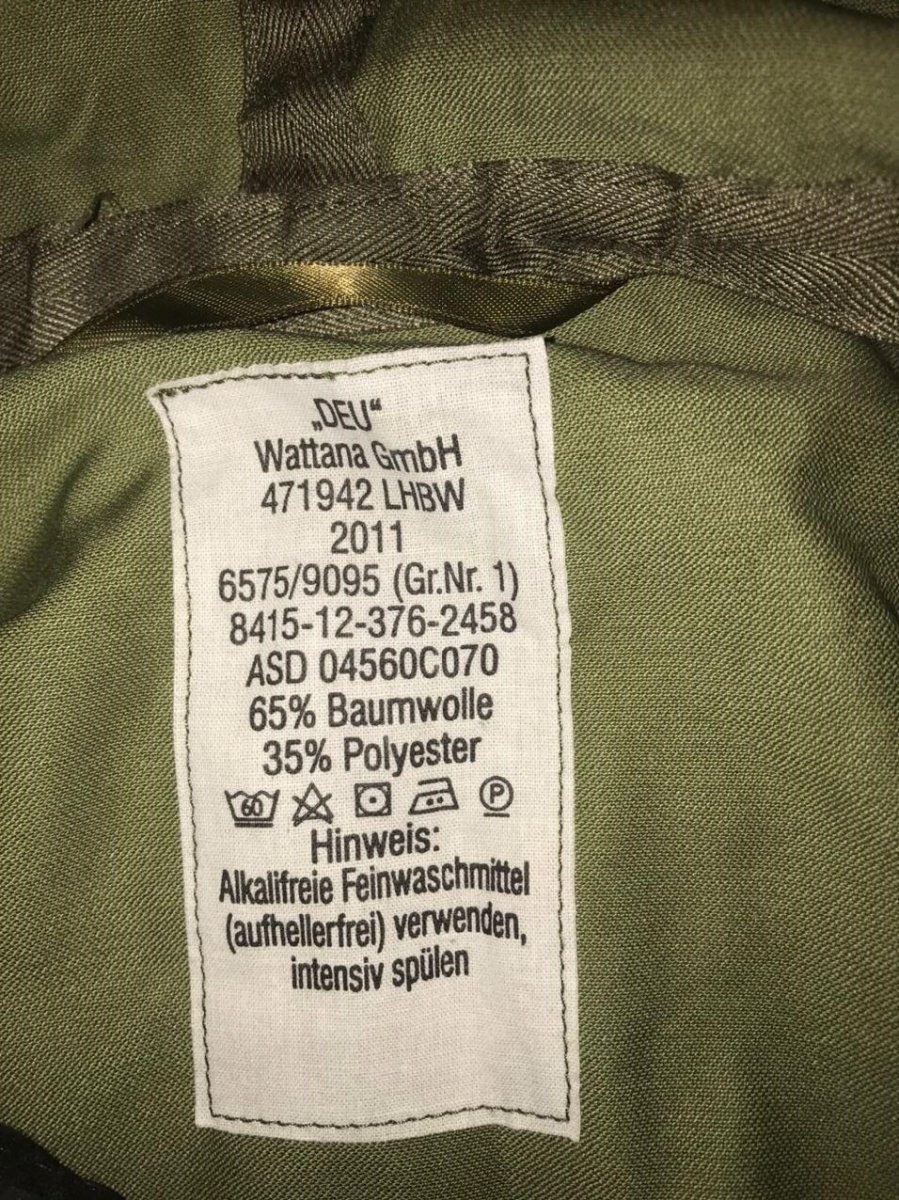 „DEU“
Wattana GmbH
471942 LHBW
2011
6575/9095 (Gr.Nr. 1)
8415-12-376-2458
ASD 04560C070
65% Baumwolle
35% Polyester
60 P
Hinweis:
Alkalifreie Feinwaschmittel
(aufhellerfrei) verwenden,
intensiv spülen